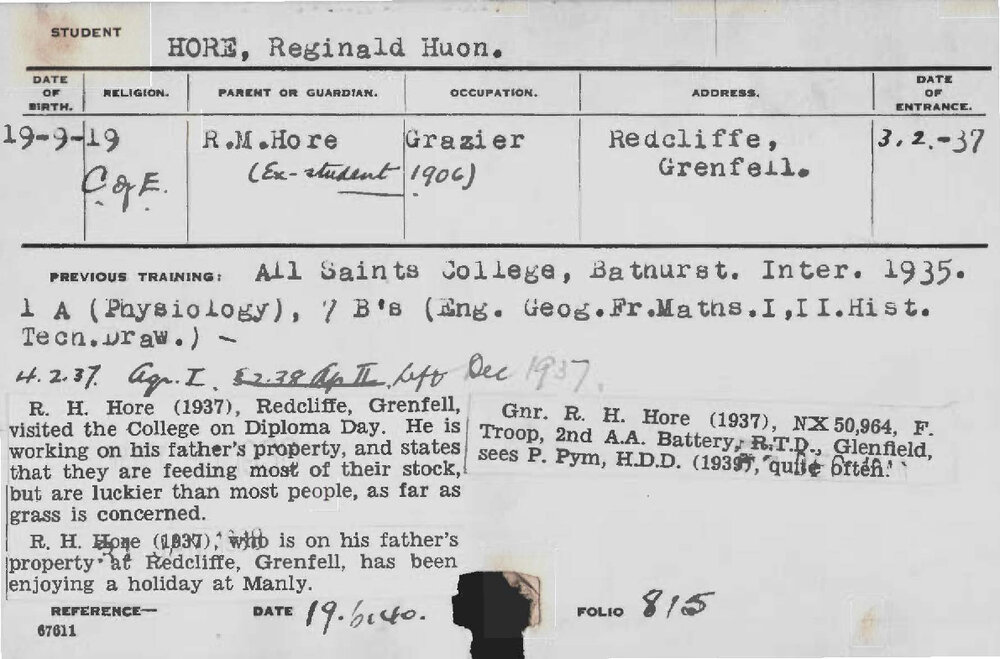 STUDENT
HORE, Reginald Huon.
DATE OF BIRTH. RELIGION. PARENT OR GUARDIAN. OCCUPATION. ADDRESS. DATE OF ENTRANCE.
19-9-19 C of E. R.M.Hore Grazier Redcliffe, 3.2.-37
(Ex-student 1906) Grenfell.
PREVIOUS TRAINING: All Saints College, Bathurst. Inter. 1935.
1 A (Physiology), 7 B's (Eng. Geog.Fr.Maths.I,II.Hist.
Tech.Draw.) -
4.2.37. Agr. I. 5.2.38 Ap II. Left Dec 1937.
R. H. Hore (1937), Redcliffe, Grenfell,
visited the College on Diploma Day. He is
working on his father's property, and states
that they are feeding most of their stock,
but are luckier than most people, as far as
grass is concerned.
R. H. Hore (1937), who is on his father's
property at Redcliffe, Grenfell, has been
enjoying a holiday at Manly.
Gnr. R. H. Hore (1937), NX 50,964, F.
Troop, 2nd A.A. Battery, R.T.D., Glenfield,
sees P. Pym, H.D.D. (1939), "quite often."
REFERENCE— DATE 19.6.40. FOLIO 815
67611